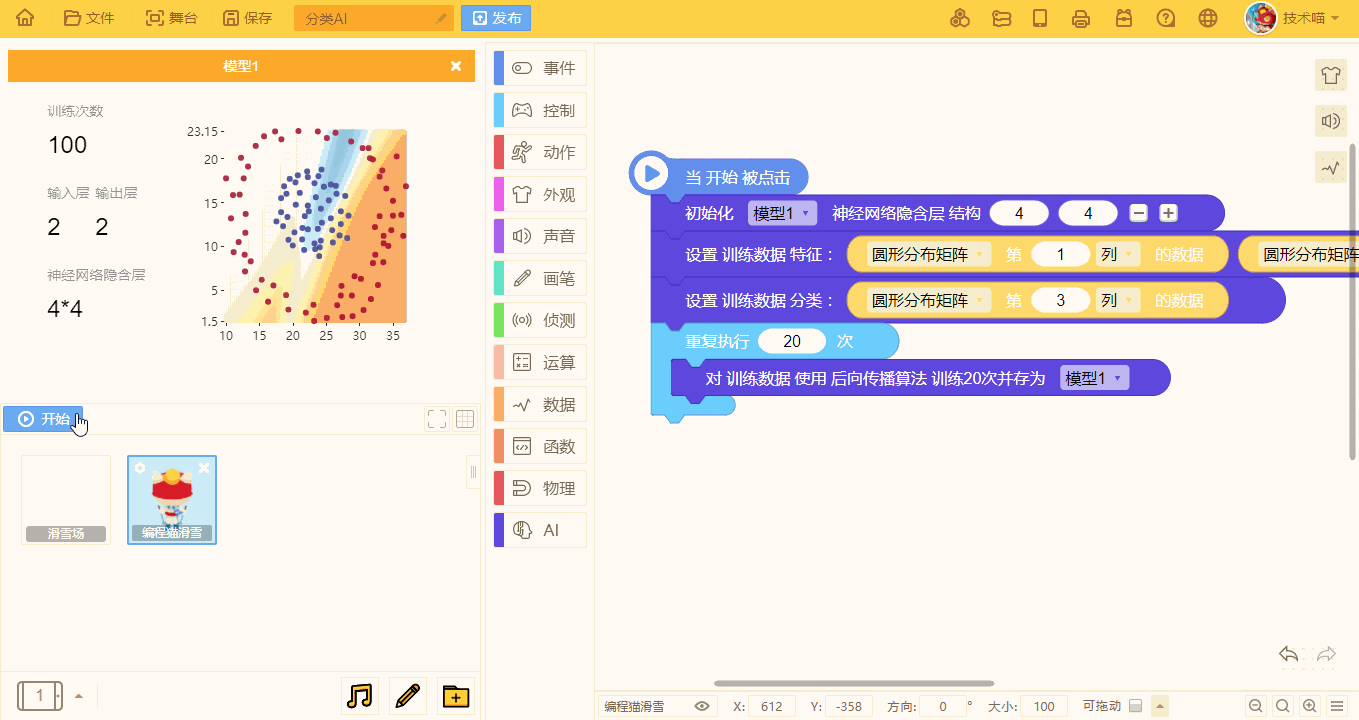 文件 舞台 保存 分类AI 发布 技术喵
模型1
训练次数
100
输入层 输出层
2 2
神经网络隐含层
4*4
23.15
20
15
10
5
1.5
10 15 20 25 30 35
开始
滑雪场 编程猫滑雪
1
事件
控制
动作
外观
声音
画笔
侦测
运算
数据
函数
物理
AI
当 开始 被点击
初始化 模型1 神经网络隐含层 结构 4 4
设置 训练数据 特征： 圆形分布矩阵 第 1 列 的数据 圆形分布矩阵
设置 训练数据 分类： 圆形分布矩阵 第 3 列 的数据
重复执行 20 次
对 训练数据 使用 后向传播算法 训练20次并存为 模型1
编程猫滑雪 X: 612 Y: -358 方向: 0 ° 大小: 100 可拖动